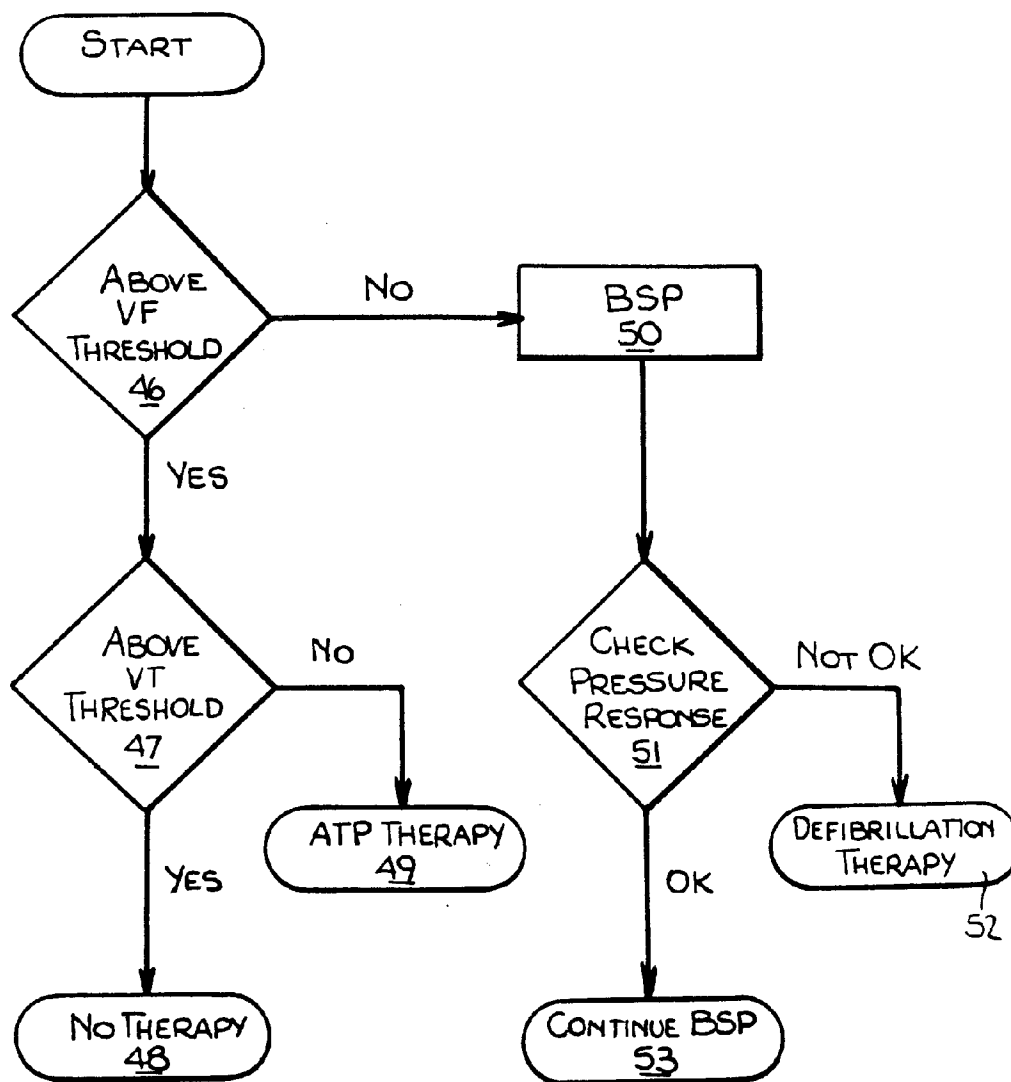 START
ABOVE
VF
THRESHOLD
46
NO
BSP
50
YES
ABOVE
VT
THRESHOLD
47
NO
CHECK
PRESSURE
RESPONSE
51
NOT OK
ATP THERAPY
49
DEFIBRILLATION
THERAPY
52
YES
OK
NO THERAPY
48
CONTINUE BSP
53